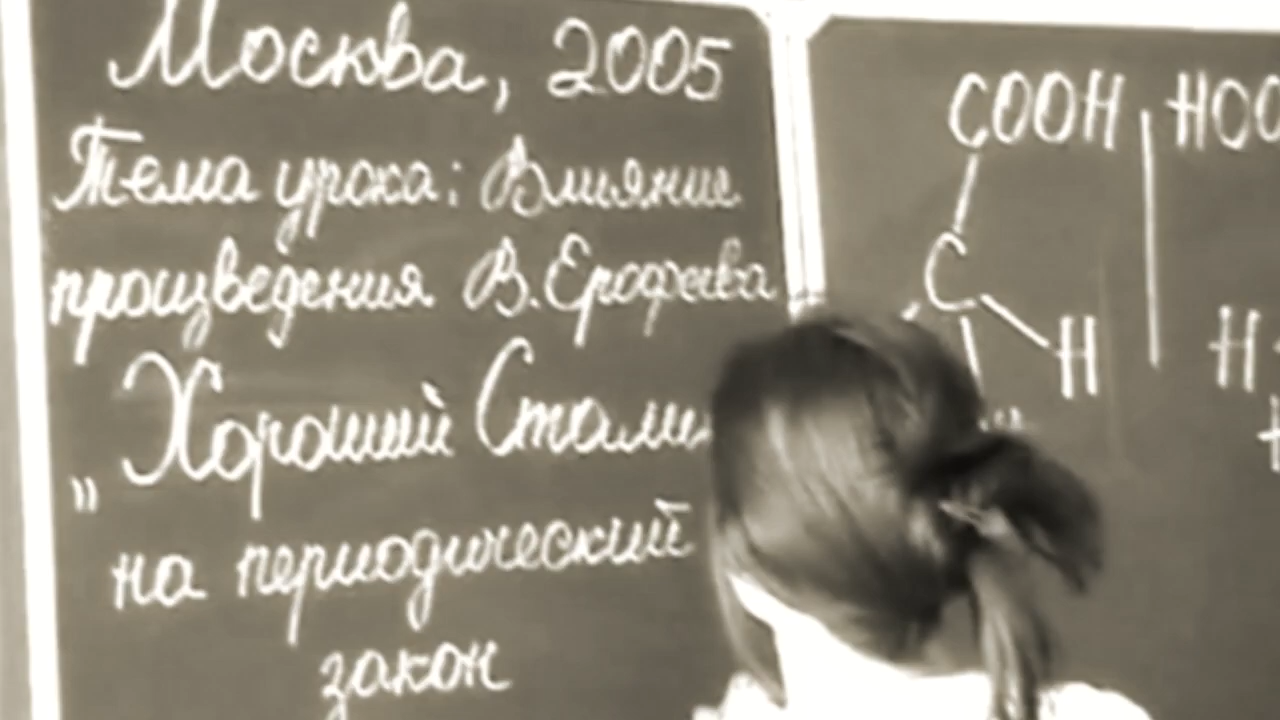 Москва, 2005
Тема урока: Влияние
произведения В. Ерофеева
„Хороший Стали
на периодический
закон
COOH HOO
C
H H